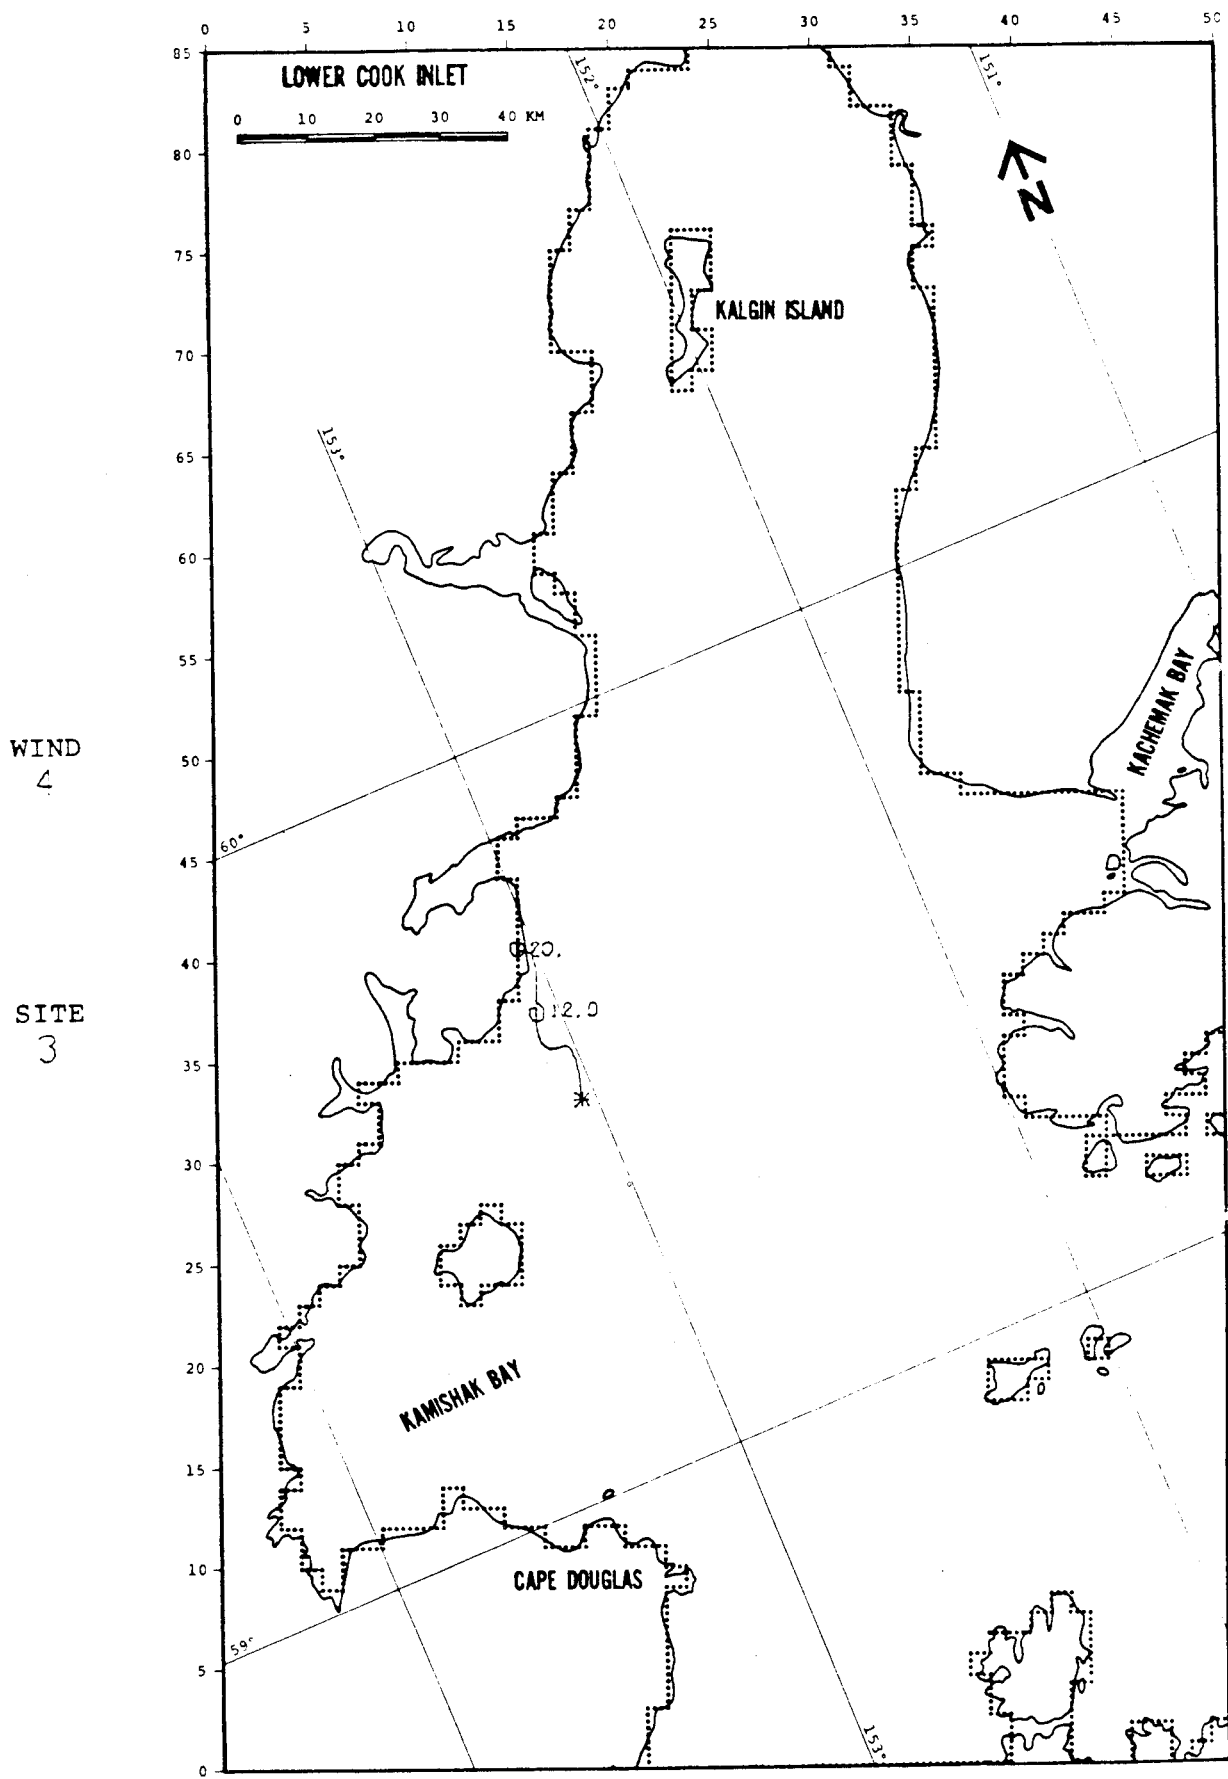 0 5 10 15 20 25 30 35 40 45 50
85
LOWER COOK INLET
0 10 20 30 40 KM
152°
151°
N
80
75
KALGIN ISLAND
70
65
153°
60
55
KACHEMAK BAY
WIND
4
50
60°
45
20.
40
12.0
SITE
3
35
30
25
20
KAMISHAK BAY
15
10
CAPE DOUGLAS
59°
5
153°
0